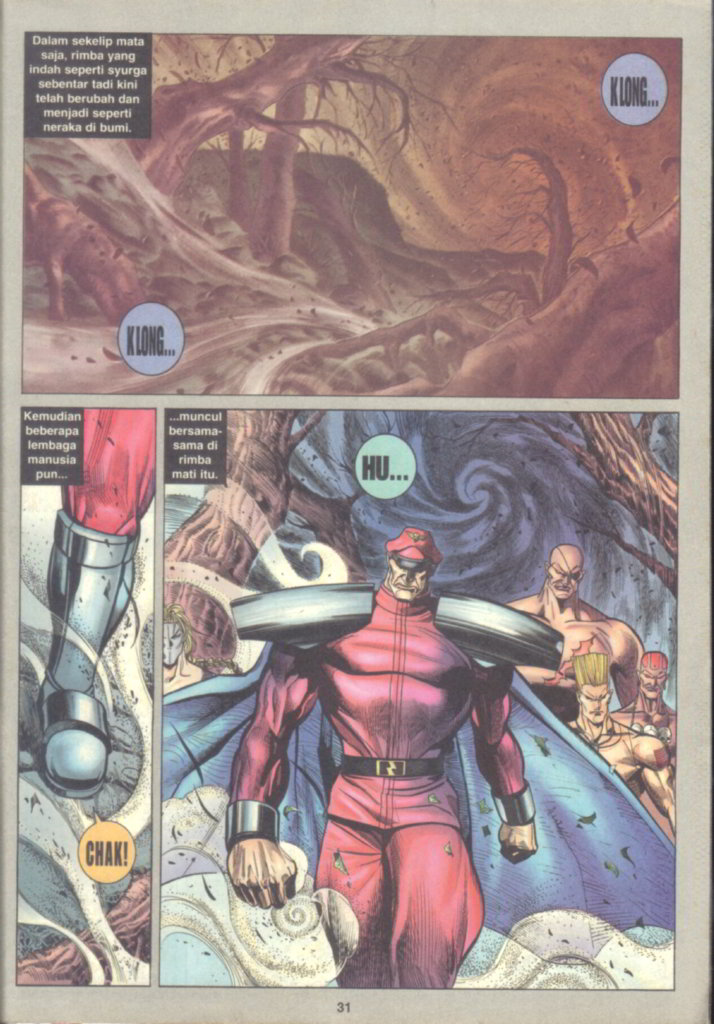 Dalam sekelip mata
saja, rimba yang
indah seperti syurga
sebentar tadi kini
telah berubah dan
menjadi seperti
neraka di bumi.
KLONG...
KLONG...
Kemudian
beberapa
lembaga
manusia
pun...
CHAK!
...muncul
bersama-
sama di
rimba
mati itu.
HU...
31